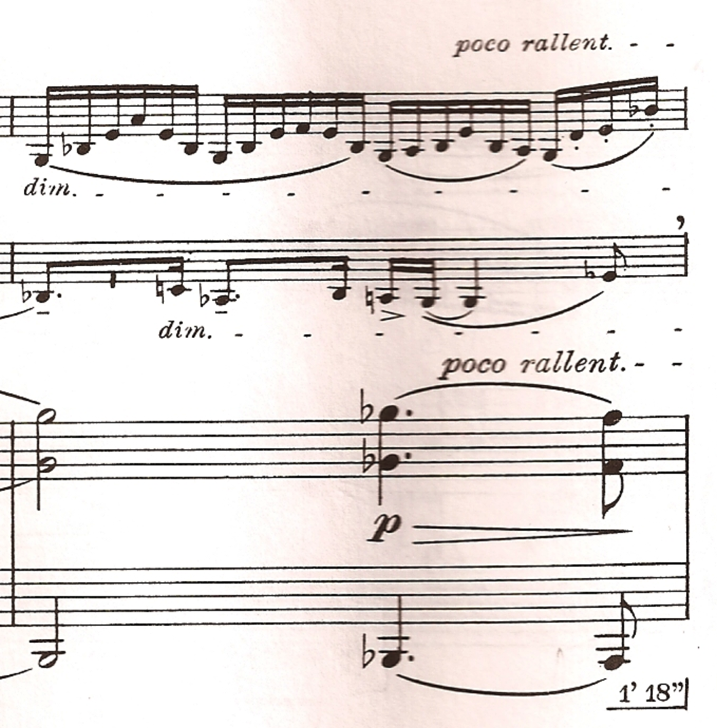 poco rallent. - -
dim. - - - - - - - - -
dim. - - - - - - -
poco rallent. - -
p
1' 18"